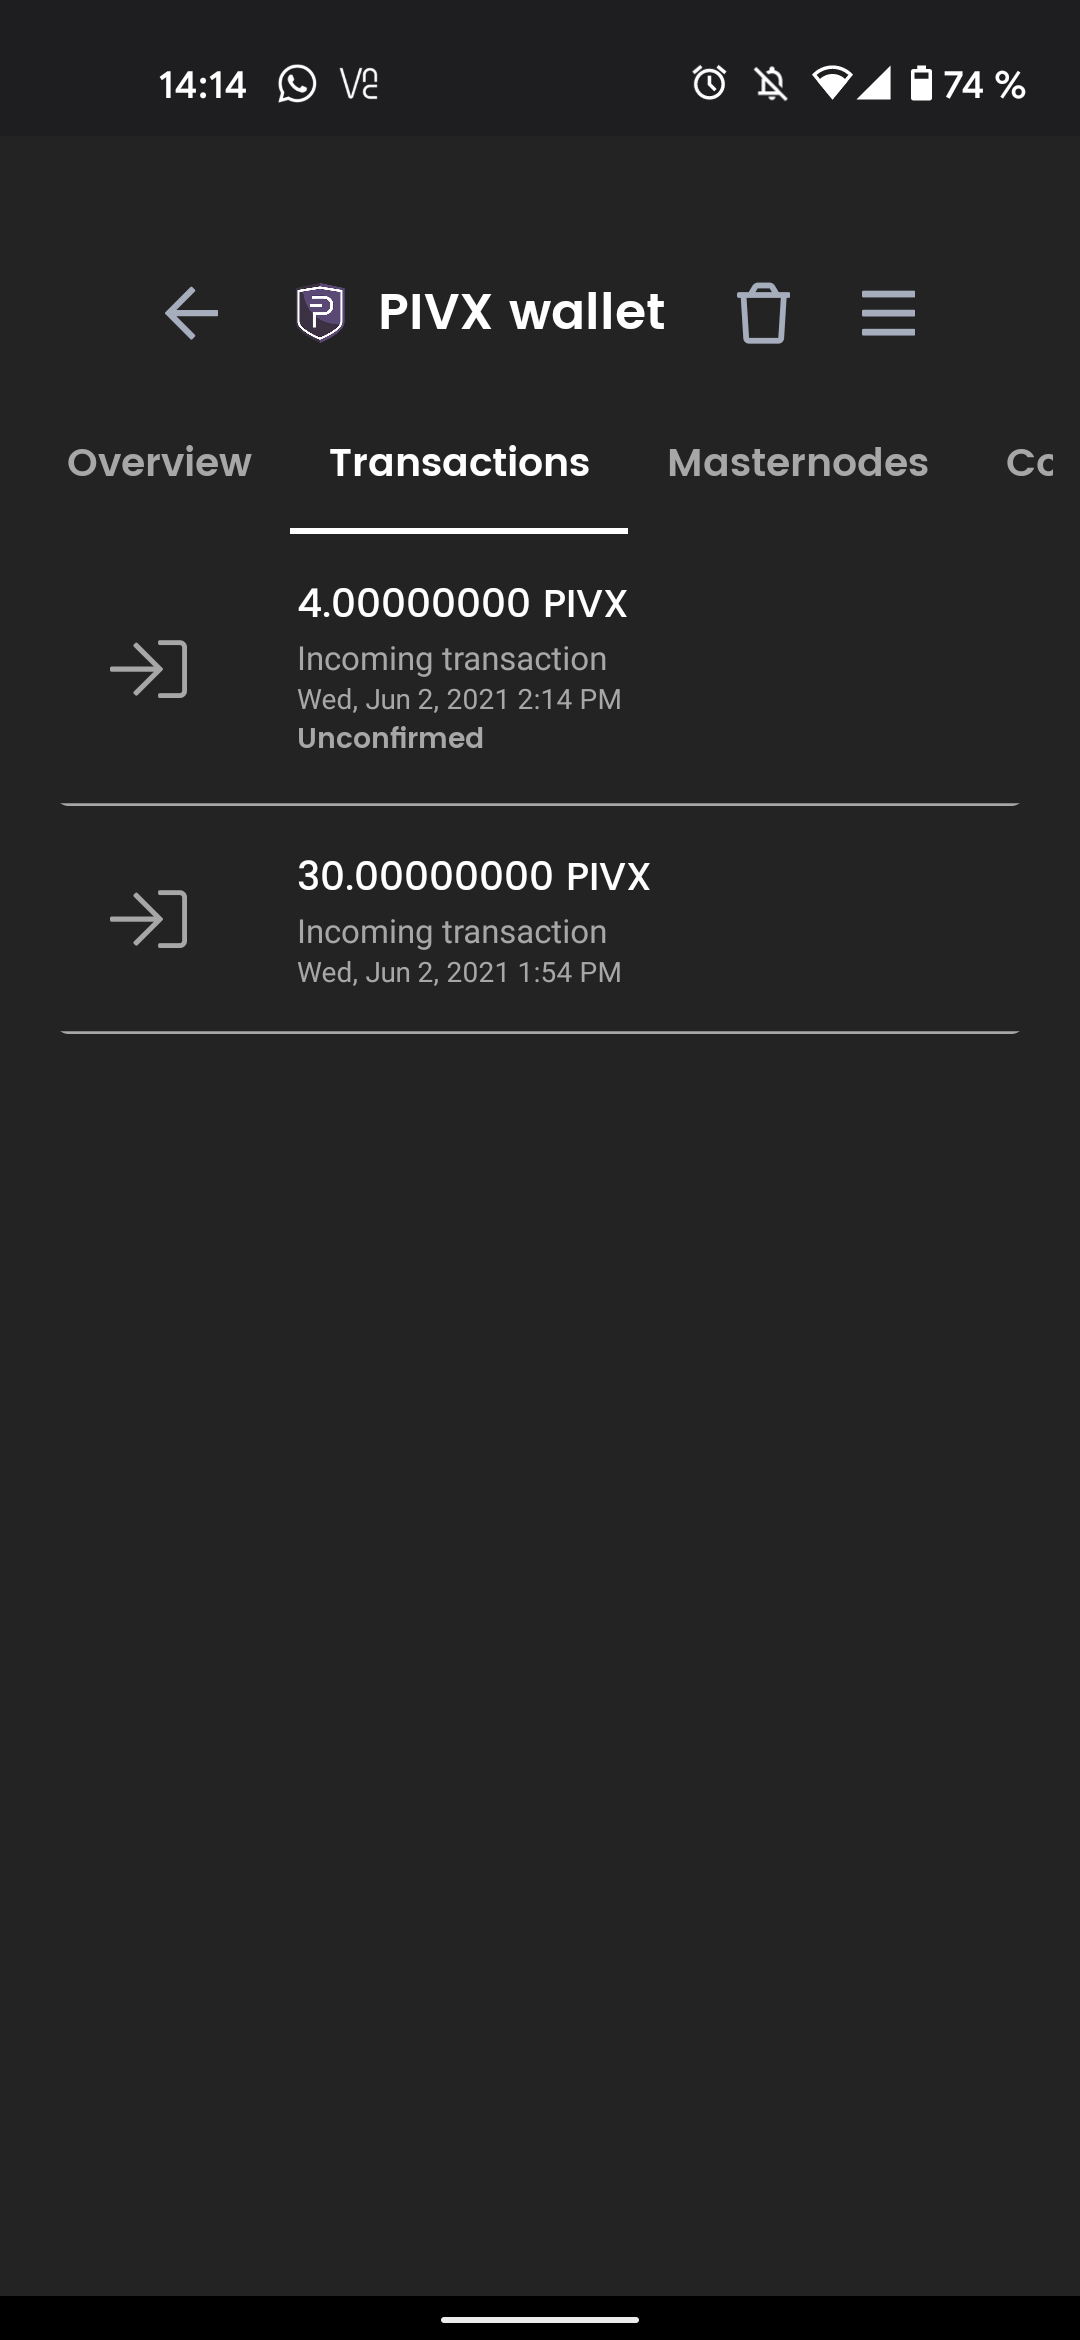 14:14 74 %
PIVX wallet
Overview Transactions Masternodes Co
4.00000000 PIVX
Incoming transaction
Wed, Jun 2, 2021 2:14 PM
Unconfirmed
30.00000000 PIVX
Incoming transaction
Wed, Jun 2, 2021 1:54 PM